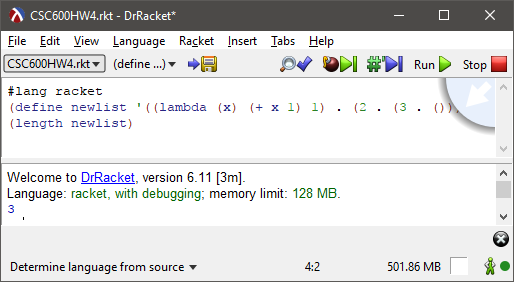 CSC600HW4.rkt - DrRacket*
File Edit View Language Racket Insert Tabs Help
CSC600HW4.rkt▾ (define ...)▾ Run Stop
#lang racket
(define newlist '((lambda (x) (+ x 1) 1) . (2 . (3 . ())))
(length newlist)
Welcome to DrRacket, version 6.11 [3m].
Language: racket, with debugging; memory limit: 128 MB.
3
Determine language from source▾ 4:2 501.86 MB